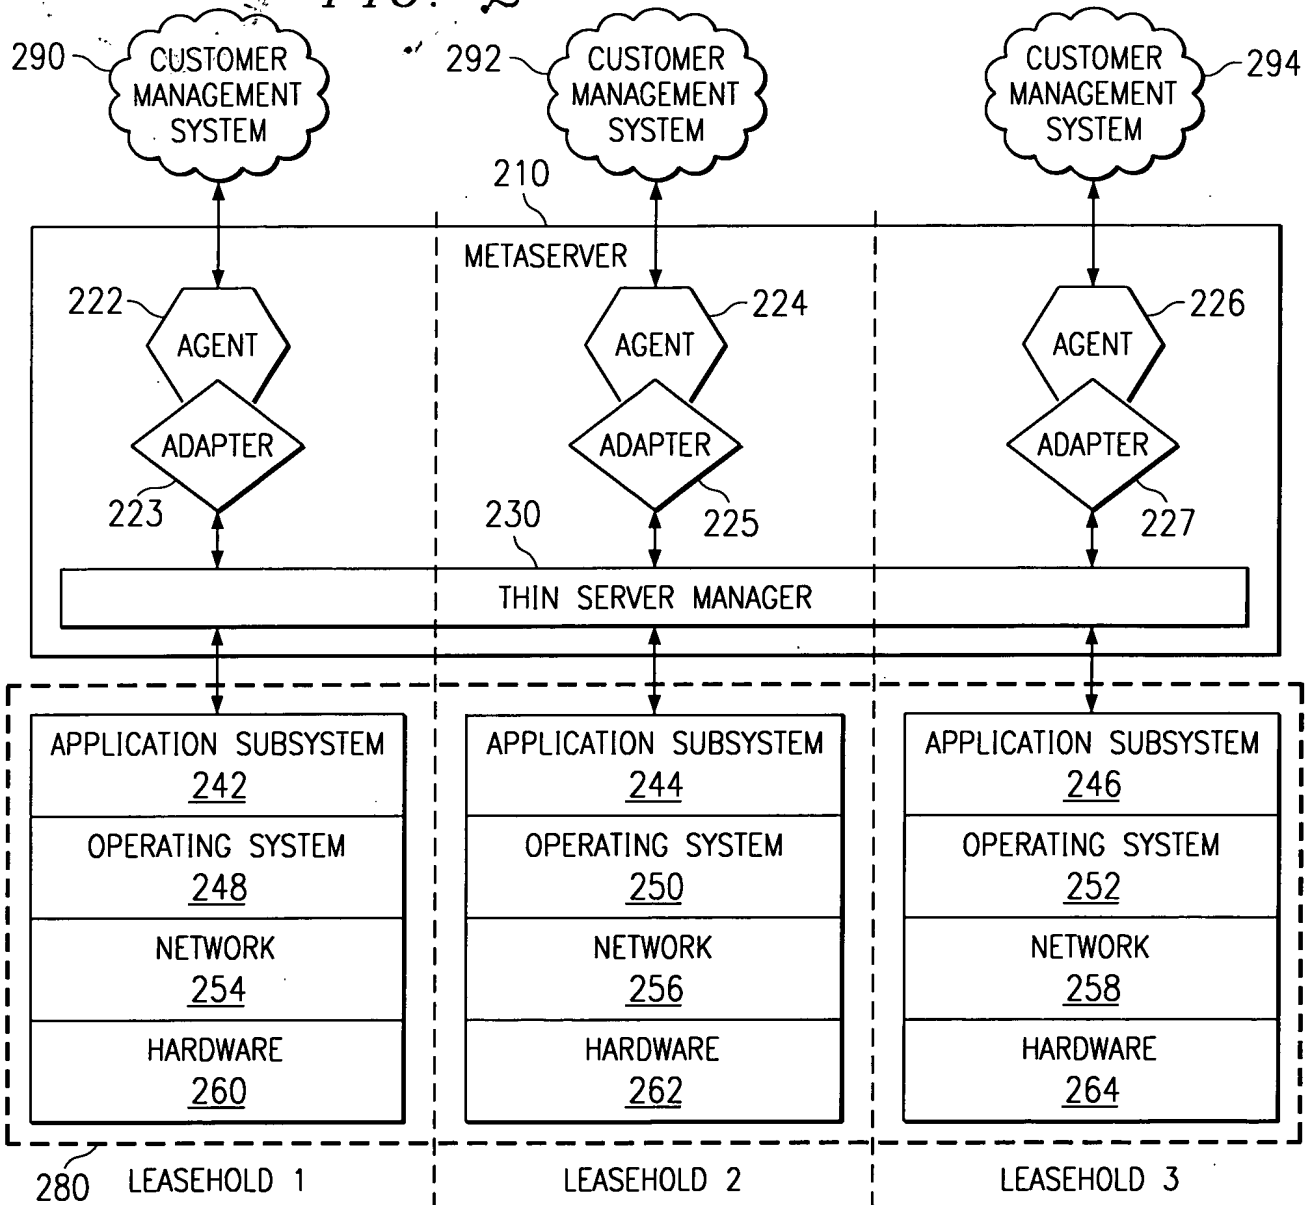 FIG. 2
290
CUSTOMER
MANAGEMENT
SYSTEM
292
CUSTOMER
MANAGEMENT
SYSTEM
CUSTOMER
MANAGEMENT
SYSTEM
294
210
METASERVER
222
AGENT
224
AGENT
226
AGENT
ADAPTER
223
ADAPTER
225
ADAPTER
227
230
THIN SERVER MANAGER
APPLICATION SUBSYSTEM
242
OPERATING SYSTEM
248
NETWORK
254
HARDWARE
260
APPLICATION SUBSYSTEM
244
OPERATING SYSTEM
250
NETWORK
256
HARDWARE
262
APPLICATION SUBSYSTEM
246
OPERATING SYSTEM
252
NETWORK
258
HARDWARE
264
280
LEASEHOLD 1
LEASEHOLD 2
LEASEHOLD 3